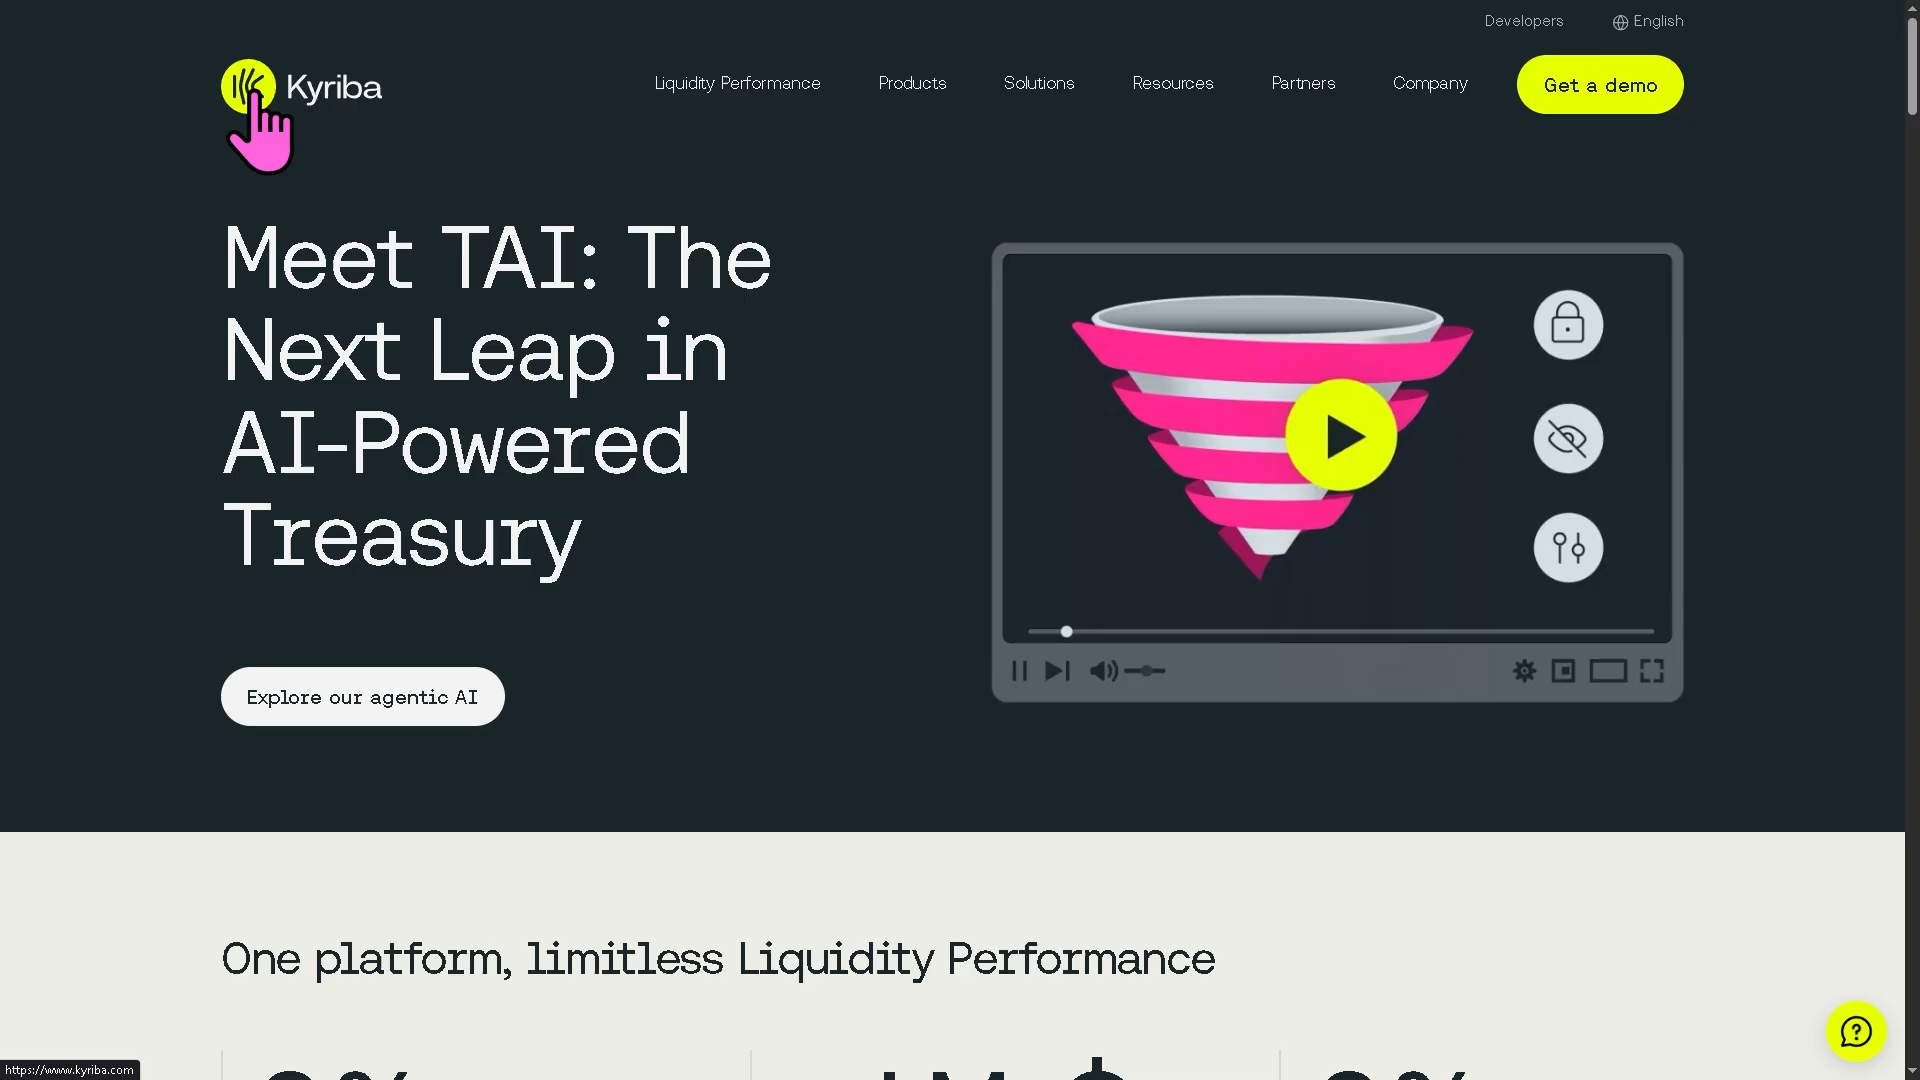 Developers
English
Kyriba
Liquidity Performance
Products
Solutions
Resources
Partners
Company
Get a demo
Meet TAI: The
Next Leap in
AI-Powered
Treasury
Explore our agentic AI
One platform, limitless Liquidity Performance
https://www.kyriba.com